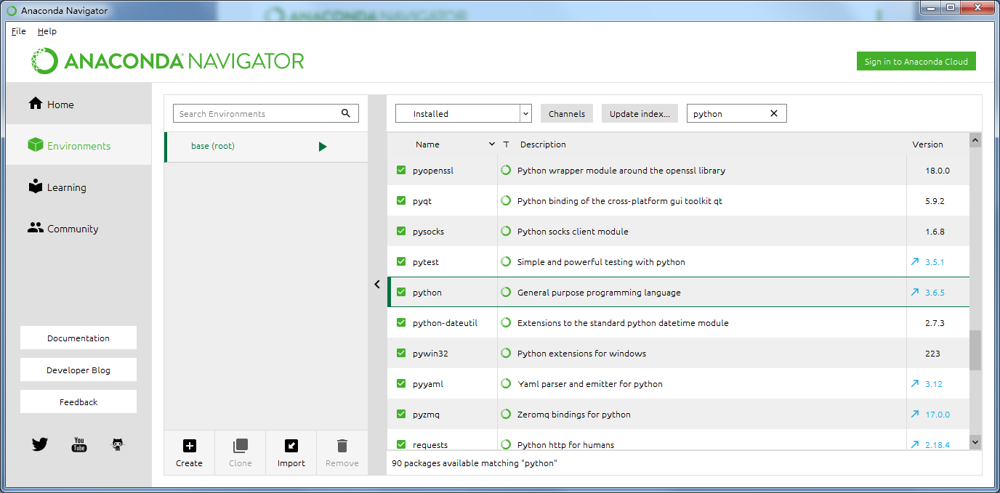 Anaconda Navigator
File Help
ANACONDA NAVIGATOR
Sign in to Anaconda Cloud
Home
Environments
Learning
Community
Documentation
Developer Blog
Feedback
You
Tube
Search Environments
base (root)
Create Clone Import Remove
Installed Channels Update index... python
Name T Description Version
pyopenssl Python wrapper module around the openssl library 18.0.0
pyqt Python binding of the cross-platform gui toolkit qt 5.9.2
pysocks Python socks client module 1.6.8
pytest Simple and powerful testing with python 3.5.1
python General purpose programming language 3.6.5
python-dateutil Extensions to the standard python datetime module 2.7.3
pywin32 Python extensions for windows 223
pyyaml Yaml parser and emitter for python 3.12
pyzmq Zeromq bindings for python 17.0.0
requests Python http for humans 2.18.4
90 packages available matching "python"